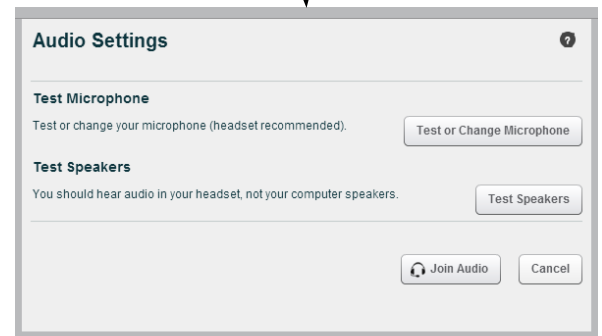 Audio Settings
?
Test Microphone
Test or change your microphone (headset recommended).
Test or Change Microphone
Test Speakers
You should hear audio in your headset, not your computer speakers.
Test Speakers
Join Audio
Cancel